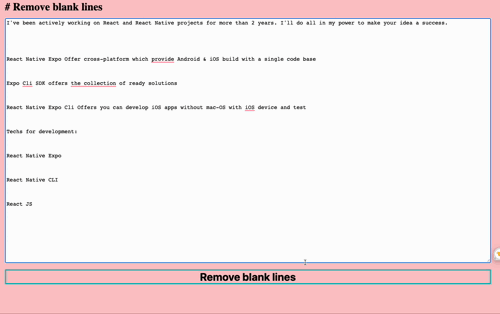 # Remove blank lines
I've been actively working on React and React Native projects for more than 2 years. I'll do all in my power to make your idea a success.
React Native Expo Offer cross-platform which provide Android & iOS build with a single code base
Expo Cli SDK offers the collection of ready solutions
React Native Expo Cli Offers you can develop iOS apps without mac-OS with iOS device and test
Techs for development:
React Native Expo
React Native CLI
React JS
Remove blank lines